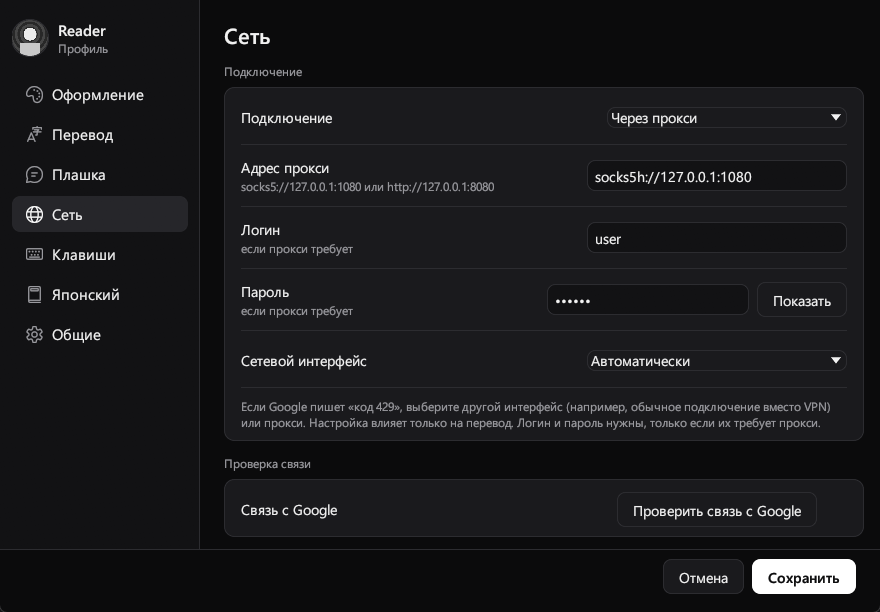 Reader
Профиль
Оформление
Перевод
Плашка
Сеть
Клавиши
Японский
Общие
Сеть
Подключение
Подключение
Через прокси
Адрес прокси
socks5://127.0.0.1:1080 или http://127.0.0.1:8080
socks5h://127.0.0.1:1080
Логин
если прокси требует
user
Пароль
если прокси требует
••••••
Показать
Сетевой интерфейс
Автоматически
Если Google пишет «код 429», выберите другой интерфейс (например, обычное подключение вместо VPN)
или прокси. Настройка влияет только на перевод. Логин и пароль нужны, только если их требует прокси.
Проверка связи
Связь с Google
Проверить связь с Google
Отмена
Сохранить